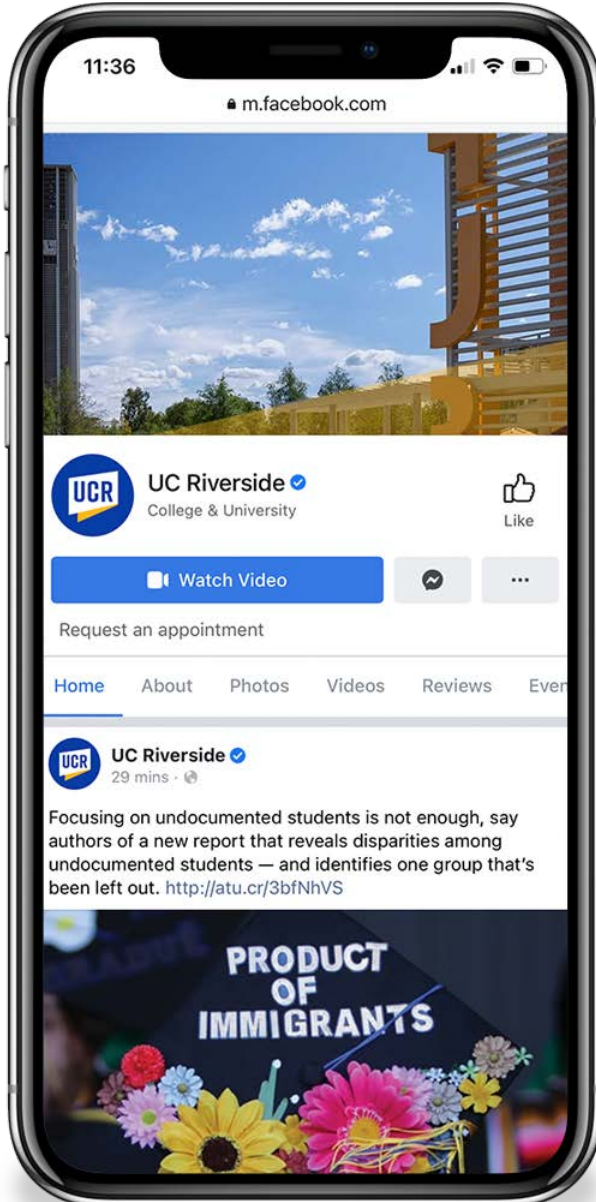 11:36
m.facebook.com
UCR
UC Riverside
College & University
Like
Watch Video
...
Request an appointment
Home About Photos Videos Reviews Even
UCR
UC Riverside
29 mins ·
Focusing on undocumented students is not enough, say
authors of a new report that reveals disparities among
undocumented students — and identifies one group that's
been left out. http://atu.cr/3bfNhVS
PRODUCT
OF
IMMIGRANTS